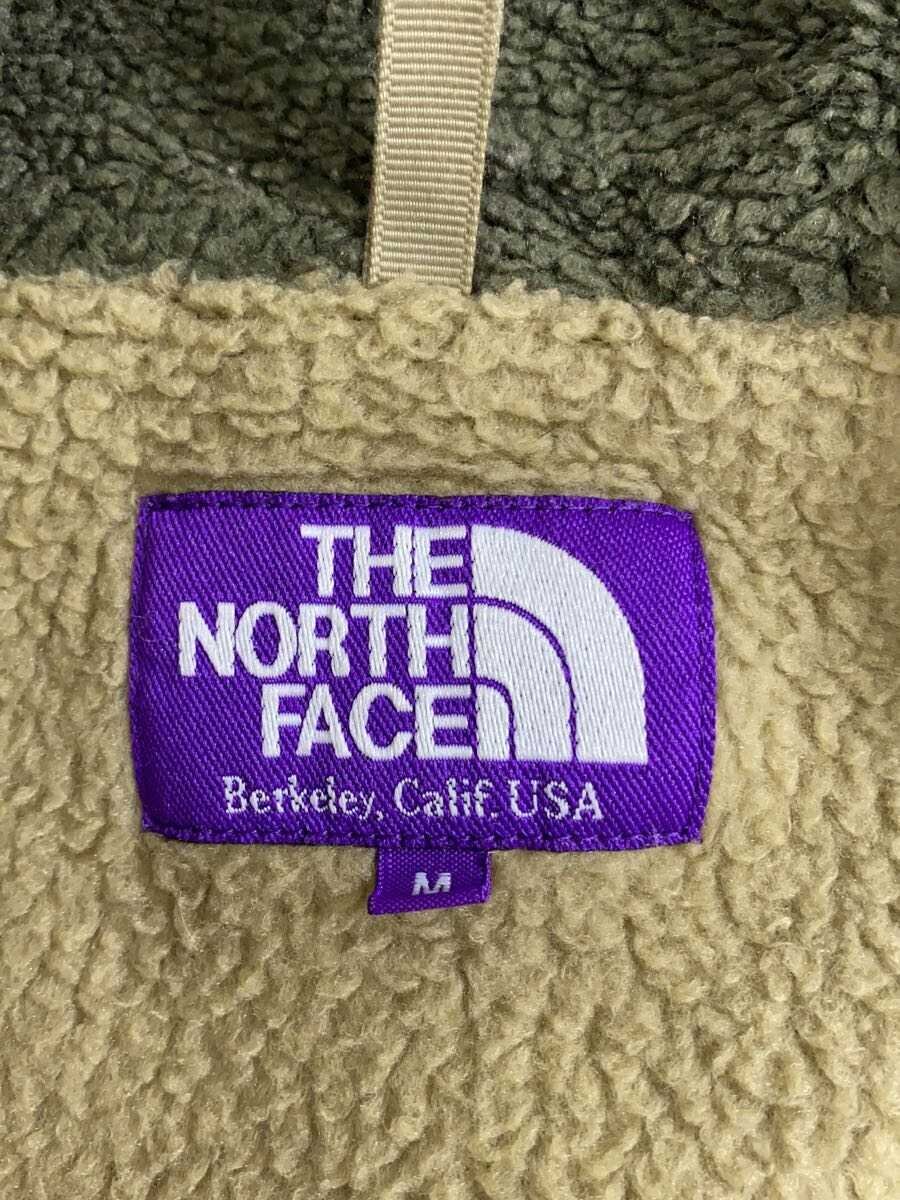 THE
NORTH
FACE
Berkeley, Calif. USA
M